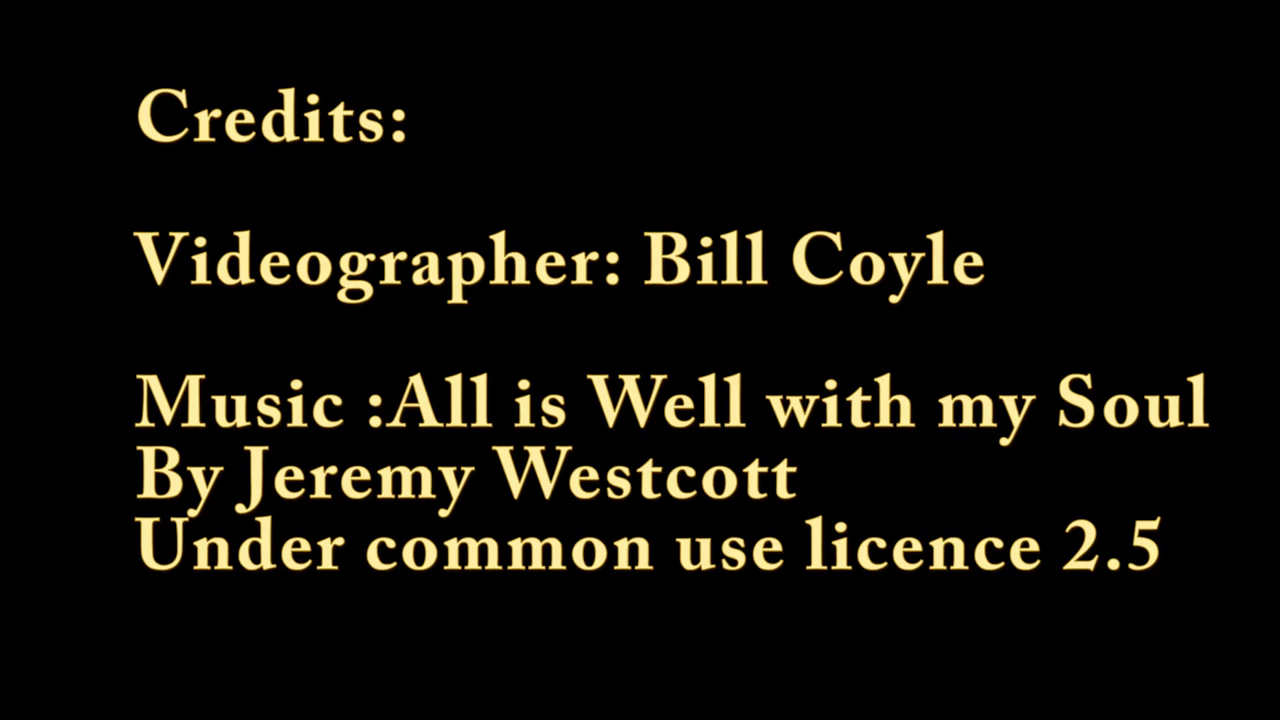 Credits:
Videographer: Bill Coyle
Music :All is Well with my Soul
By Jeremy Westcott
Under common use licence 2.5